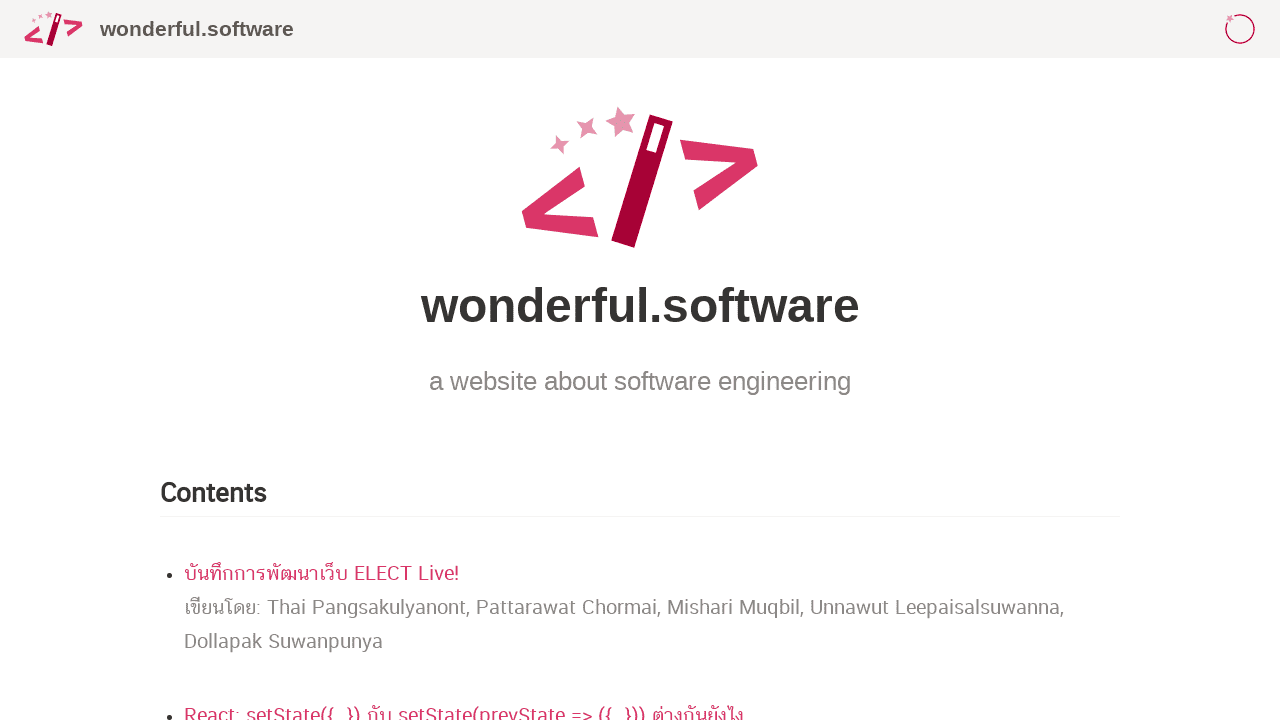 wonderful.software
wonderful.software
a website about software engineering
Contents
บันทึกการพัฒนาเว็บ ELECT Live!
เขียนโดย: Thai Pangsakulyanont, Pattarawat Chormai, Mishari Muqbil, Unnawut Leepaisalsuwanna,
Dollapak Suwanpunya
React: setState({…}) กับ setState(prevState => ({…})) ต่างกันยังไง